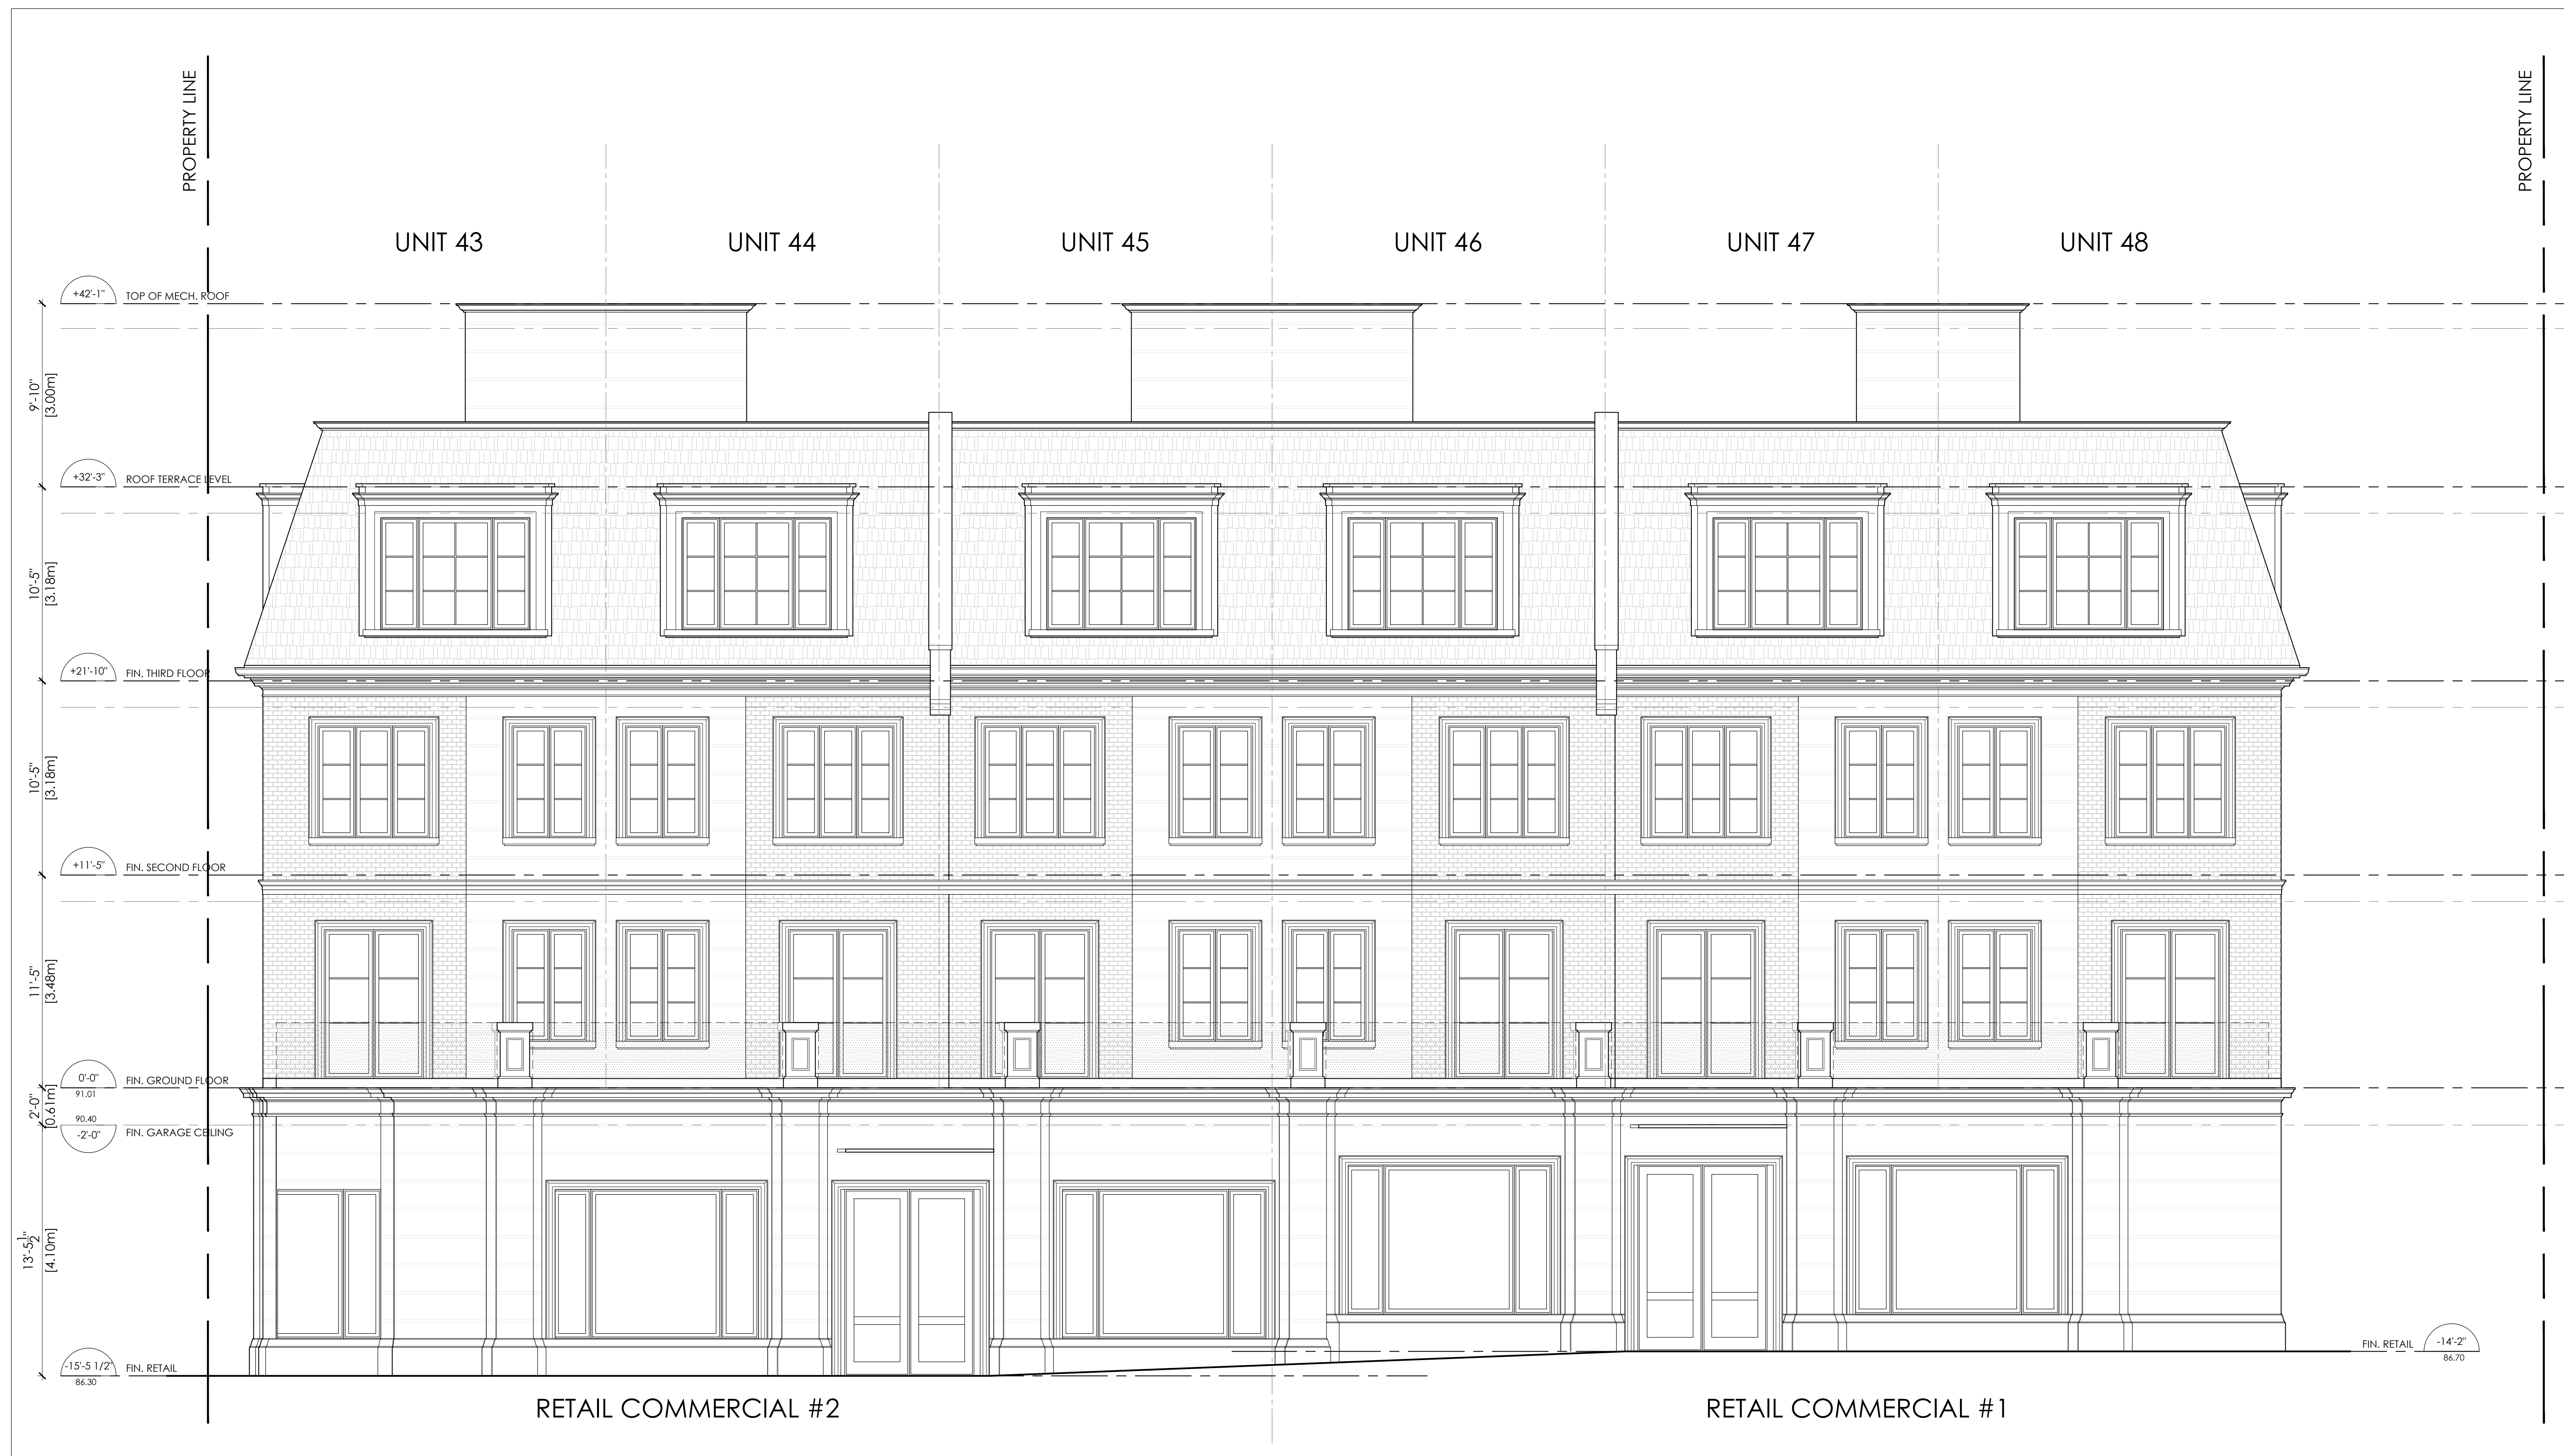 PROPERTY LINE
PROPERTY LINE
UNIT 43
UNIT 44
UNIT 45
UNIT 46
UNIT 47
UNIT 48
+42'-1"
TOP OF MECH. ROOF
9'-10"
[3.00m]
+32'-3"
ROOF TERRACE LEVEL
10'-5"
[3.18m]
+21'-10"
FIN. THIRD FLOOR
10'-5"
[3.18m]
+11'-5"
FIN. SECOND FLOOR
11'-5"
[3.48m]
0'-0"
FIN. GROUND FLOOR
91.01
2'-0"
[0.61m]
90.40
-2'-0"
FIN. GARAGE CEILING
13'-5 1/2"
[4.10m]
-15'-5 1/2"
FIN. RETAIL
86.30
FIN. RETAIL
-14'-2"
86.70
RETAIL COMMERCIAL #2
RETAIL COMMERCIAL #1